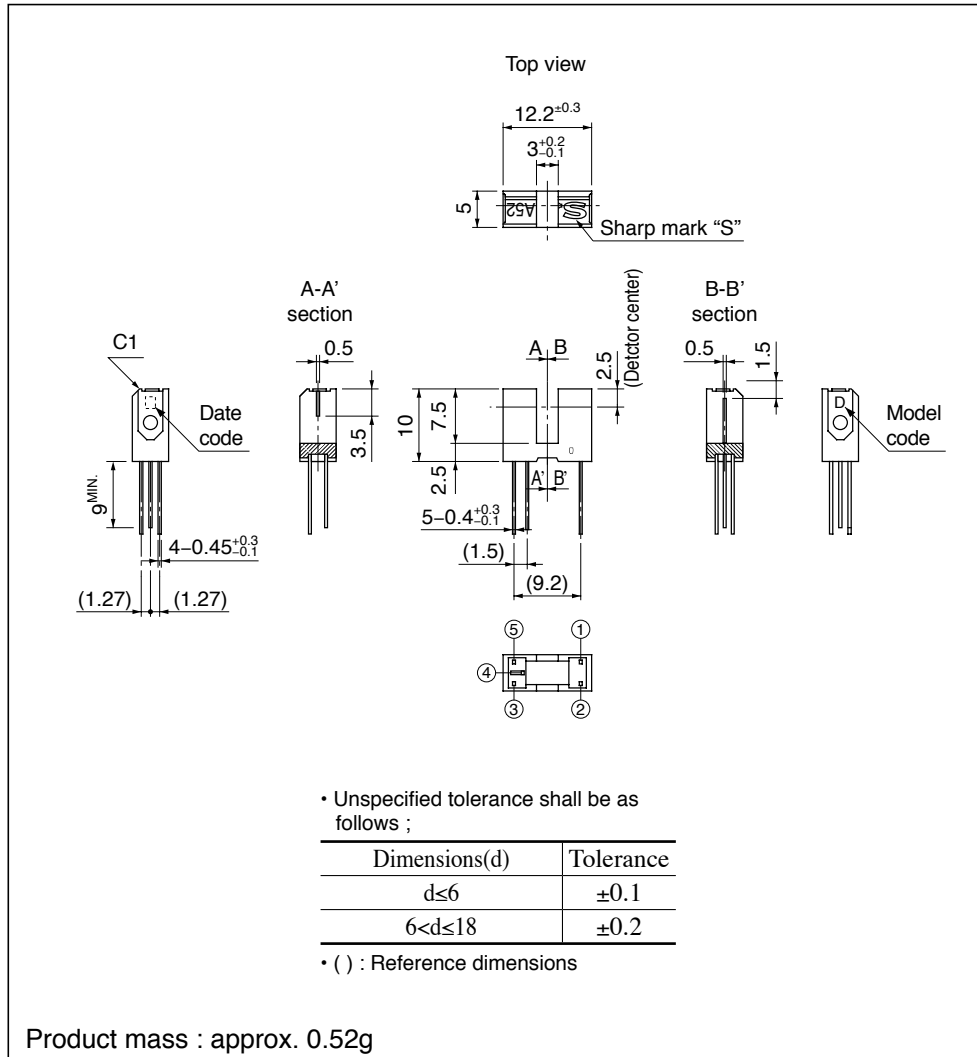 Top view
12.2±0.3
3+0.2−0.1
5
A52
S
Sharp mark “S”
A-A’
section
B-B’
section
C1
0.5
A B
2.5
(Detctor center)
0.5
1.5
Date
code
3.5
10
7.5
2.5
0
D
Model
code
A’ B’
9MIN.
5−0.4+0.3−0.1
4−0.45+0.3−0.1
(1.5)
(9.2)
(1.27) (1.27)
⑤ ①
④
③ ②
• Unspecified tolerance shall be as
follows ;
Dimensions(d) Tolerance
d≤6 ±0.1
6<d≤18 ±0.2
• ( ) : Reference dimensions
Product mass : approx. 0.52g